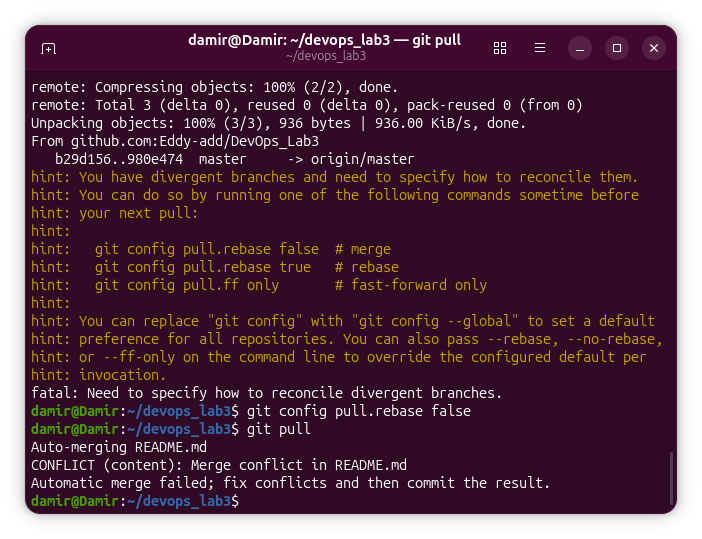 damir@Damir: ~/devops_lab3 — git pull
~/devops_lab3
remote: Compressing objects: 100% (2/2), done.
remote: Total 3 (delta 0), reused 0 (delta 0), pack-reused 0 (from 0)
Unpacking objects: 100% (3/3), 936 bytes | 936.00 KiB/s, done.
From github.com:Eddy-add/DevOps_Lab3
   b29d156..980e474  master     -> origin/master
hint: You have divergent branches and need to specify how to reconcile them.
hint: You can do so by running one of the following commands sometime before
hint: your next pull:
hint:
hint:   git config pull.rebase false  # merge
hint:   git config pull.rebase true   # rebase
hint:   git config pull.ff only       # fast-forward only
hint:
hint: You can replace "git config" with "git config --global" to set a default
hint: preference for all repositories. You can also pass --rebase, --no-rebase,
hint: or --ff-only on the command line to override the configured default per
hint: invocation.
fatal: Need to specify how to reconcile divergent branches.
damir@Damir:~/devops_lab3$ git config pull.rebase false
damir@Damir:~/devops_lab3$ git pull
Auto-merging README.md
CONFLICT (content): Merge conflict in README.md
Automatic merge failed; fix conflicts and then commit the result.
damir@Damir:~/devops_lab3$